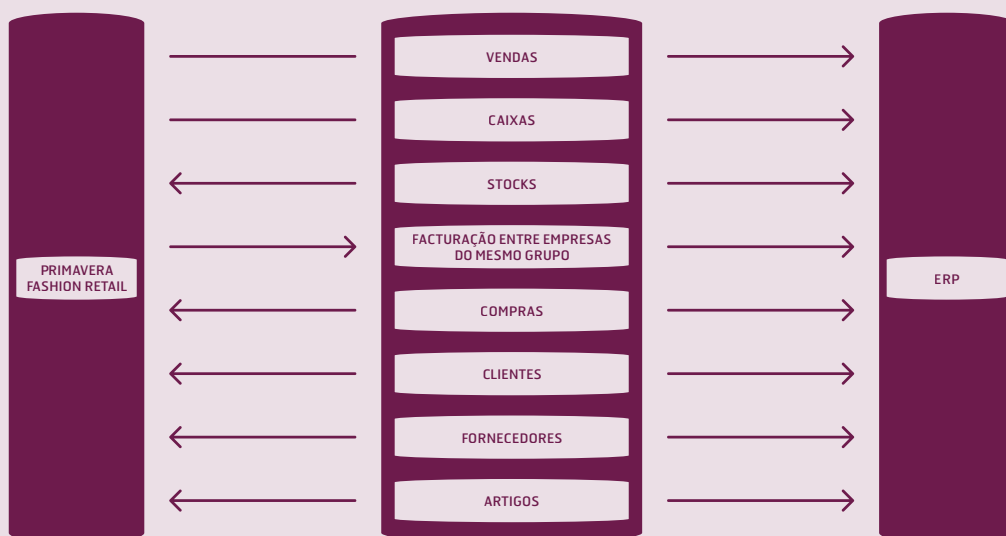 VENDAS
CAIXAS
STOCKS
FACTURAÇÃO ENTRE EMPRESAS
DO MESMO GRUPO
PRIMAVERA
FASHION RETAIL
ERP
COMPRAS
CLIENTES
FORNECEDORES
ARTIGOS